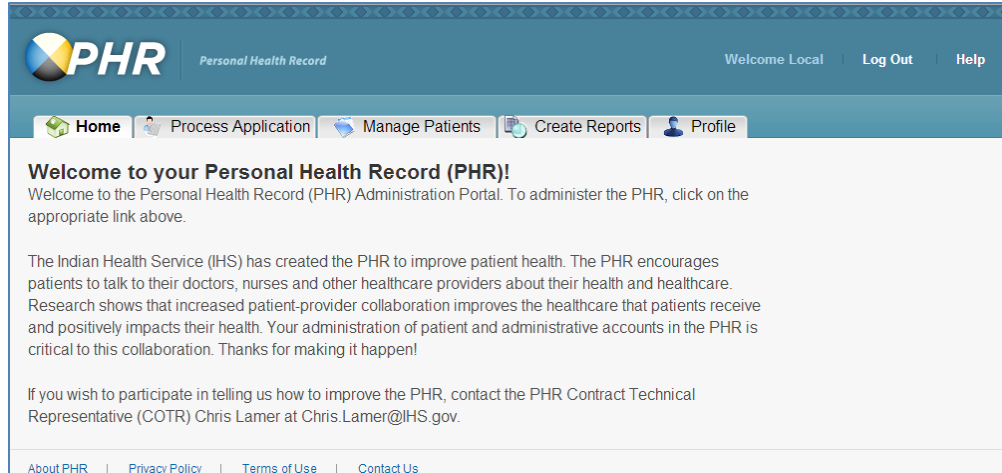 PHR Personal Health Record Welcome Local Log Out Help
Home Process Application Manage Patients Create Reports Profile
Welcome to your Personal Health Record (PHR)!
Welcome to the Personal Health Record (PHR) Administration Portal. To administer the PHR, click on the
appropriate link above.
The Indian Health Service (IHS) has created the PHR to improve patient health. The PHR encourages
patients to talk to their doctors, nurses and other healthcare providers about their health and healthcare.
Research shows that increased patient-provider collaboration improves the healthcare that patients receive
and positively impacts their health. Your administration of patient and administrative accounts in the PHR is
critical to this collaboration. Thanks for making it happen!
If you wish to participate in telling us how to improve the PHR, contact the PHR Contract Technical
Representative (COTR) Chris Lamer at Chris.Lamer@IHS.gov.
About PHR | Privacy Policy | Terms of Use | Contact Us